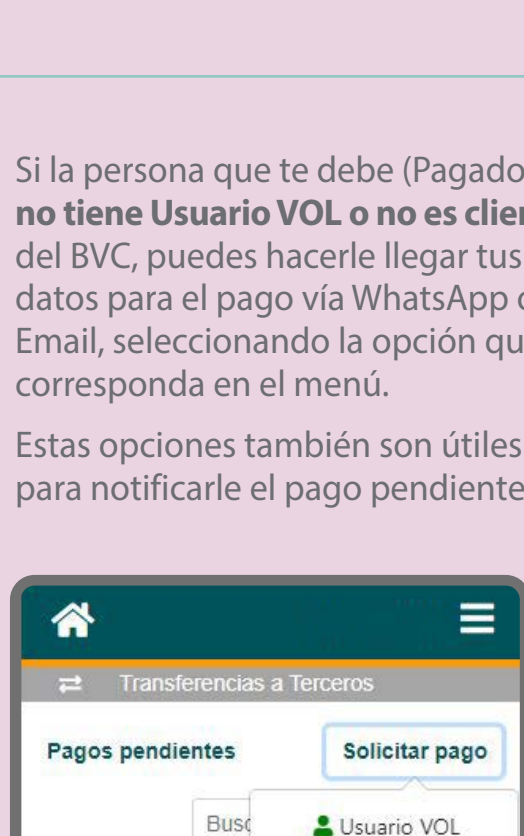 Si la persona que te debe (Pagado
no tiene Usuario VOL o no es clien
del BVC, puedes hacerle llegar tus
datos para el pago vía WhatsApp o
Email, seleccionando la opción qu
corresponda en el menú.
Estas opciones también son útiles
para notificarle el pago pendiente
Transferencias a Terceros
Pagos pendientes Solicitar pago
Busc Usuario VOL